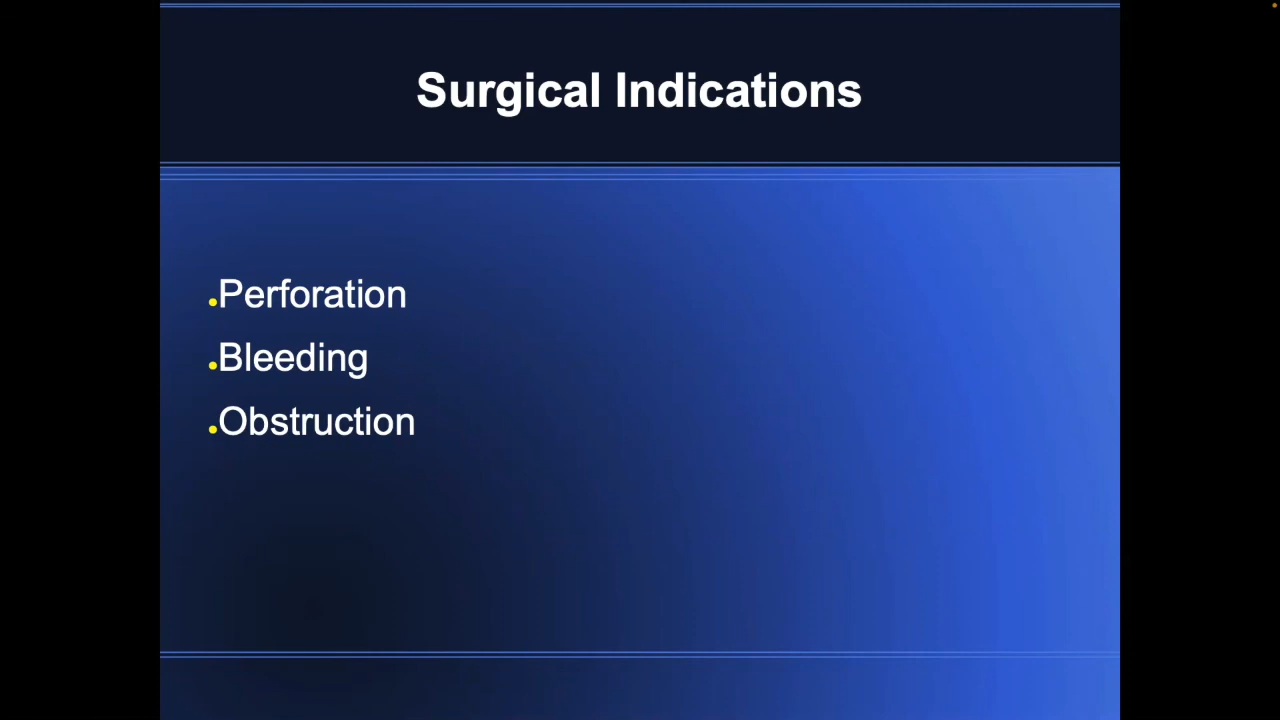 Surgical Indications
•Perforation
•Bleeding
•Obstruction